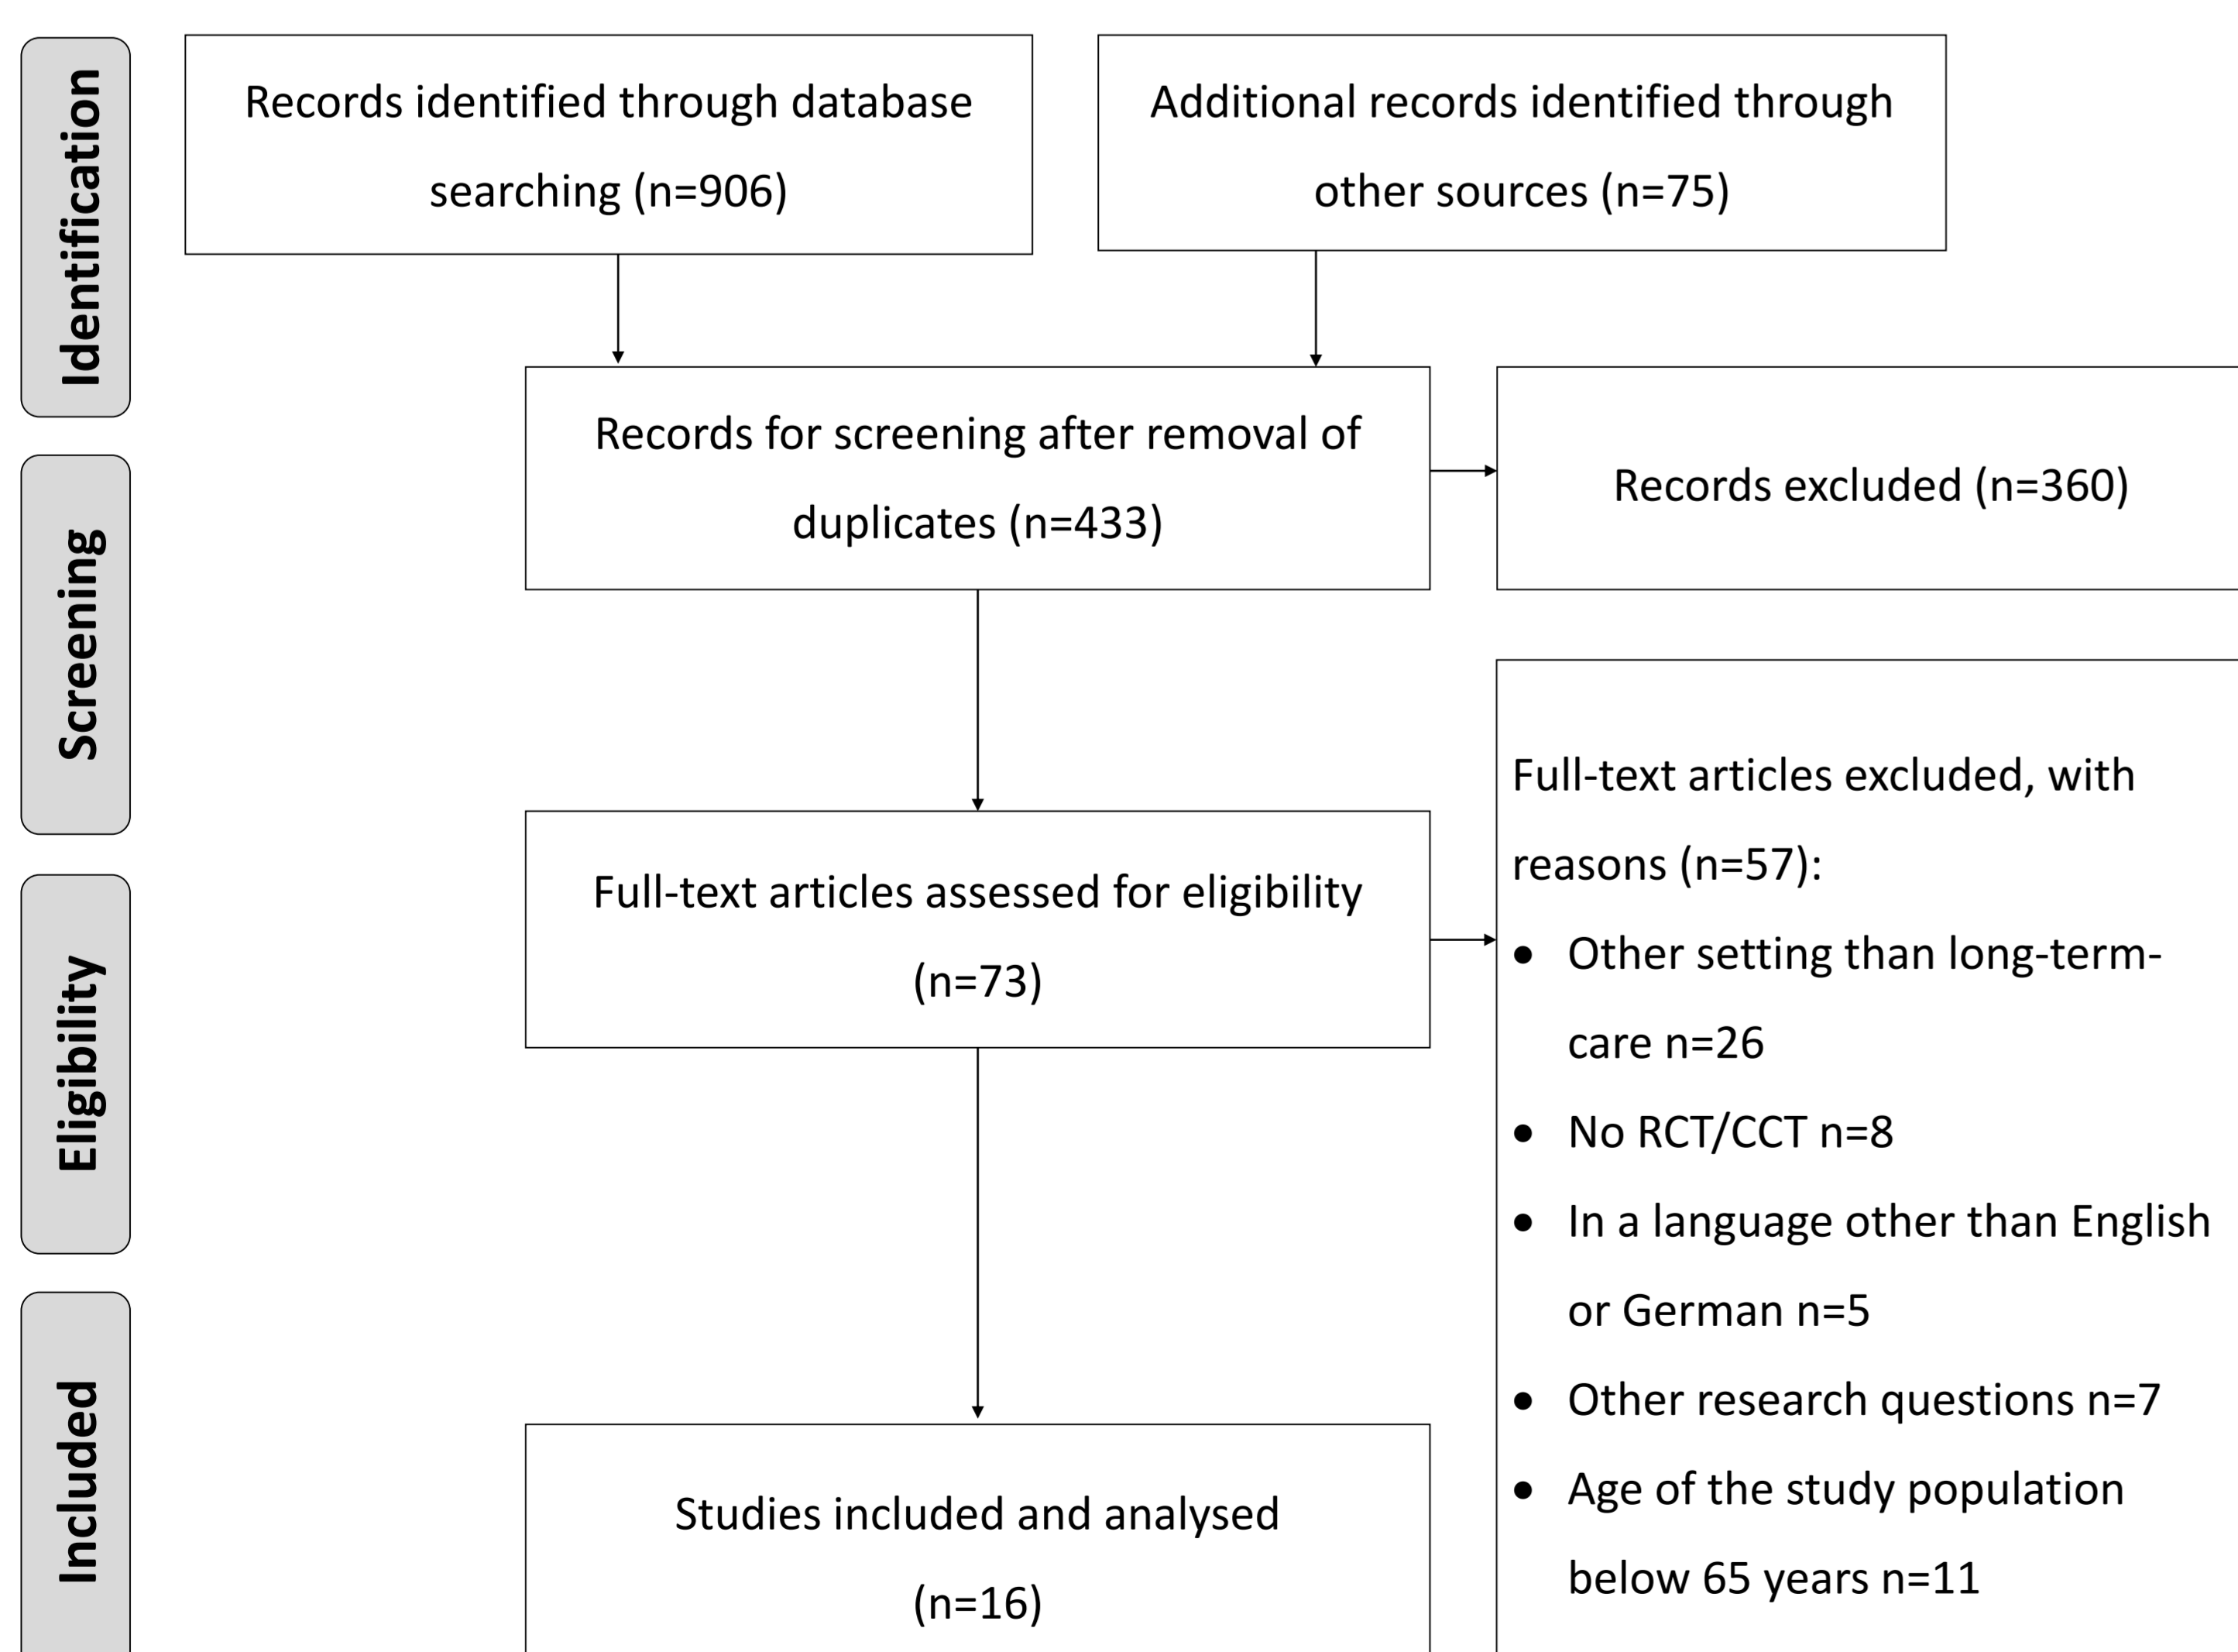 Identification
Records identified through database
searching (n=906)
Additional records identified through
other sources (n=75)
Screening
Records for screening after removal of
duplicates (n=433)
Records excluded (n=360)
Eligibility
Full-text articles assessed for eligibility
(n=73)
Full-text articles excluded, with
reasons (n=57):
• Other setting than long-term-
care n=26
• No RCT/CCT n=8
• In a language other than English
or German n=5
• Other research questions n=7
• Age of the study population
below 65 years n=11
Included
Studies included and analysed
(n=16)